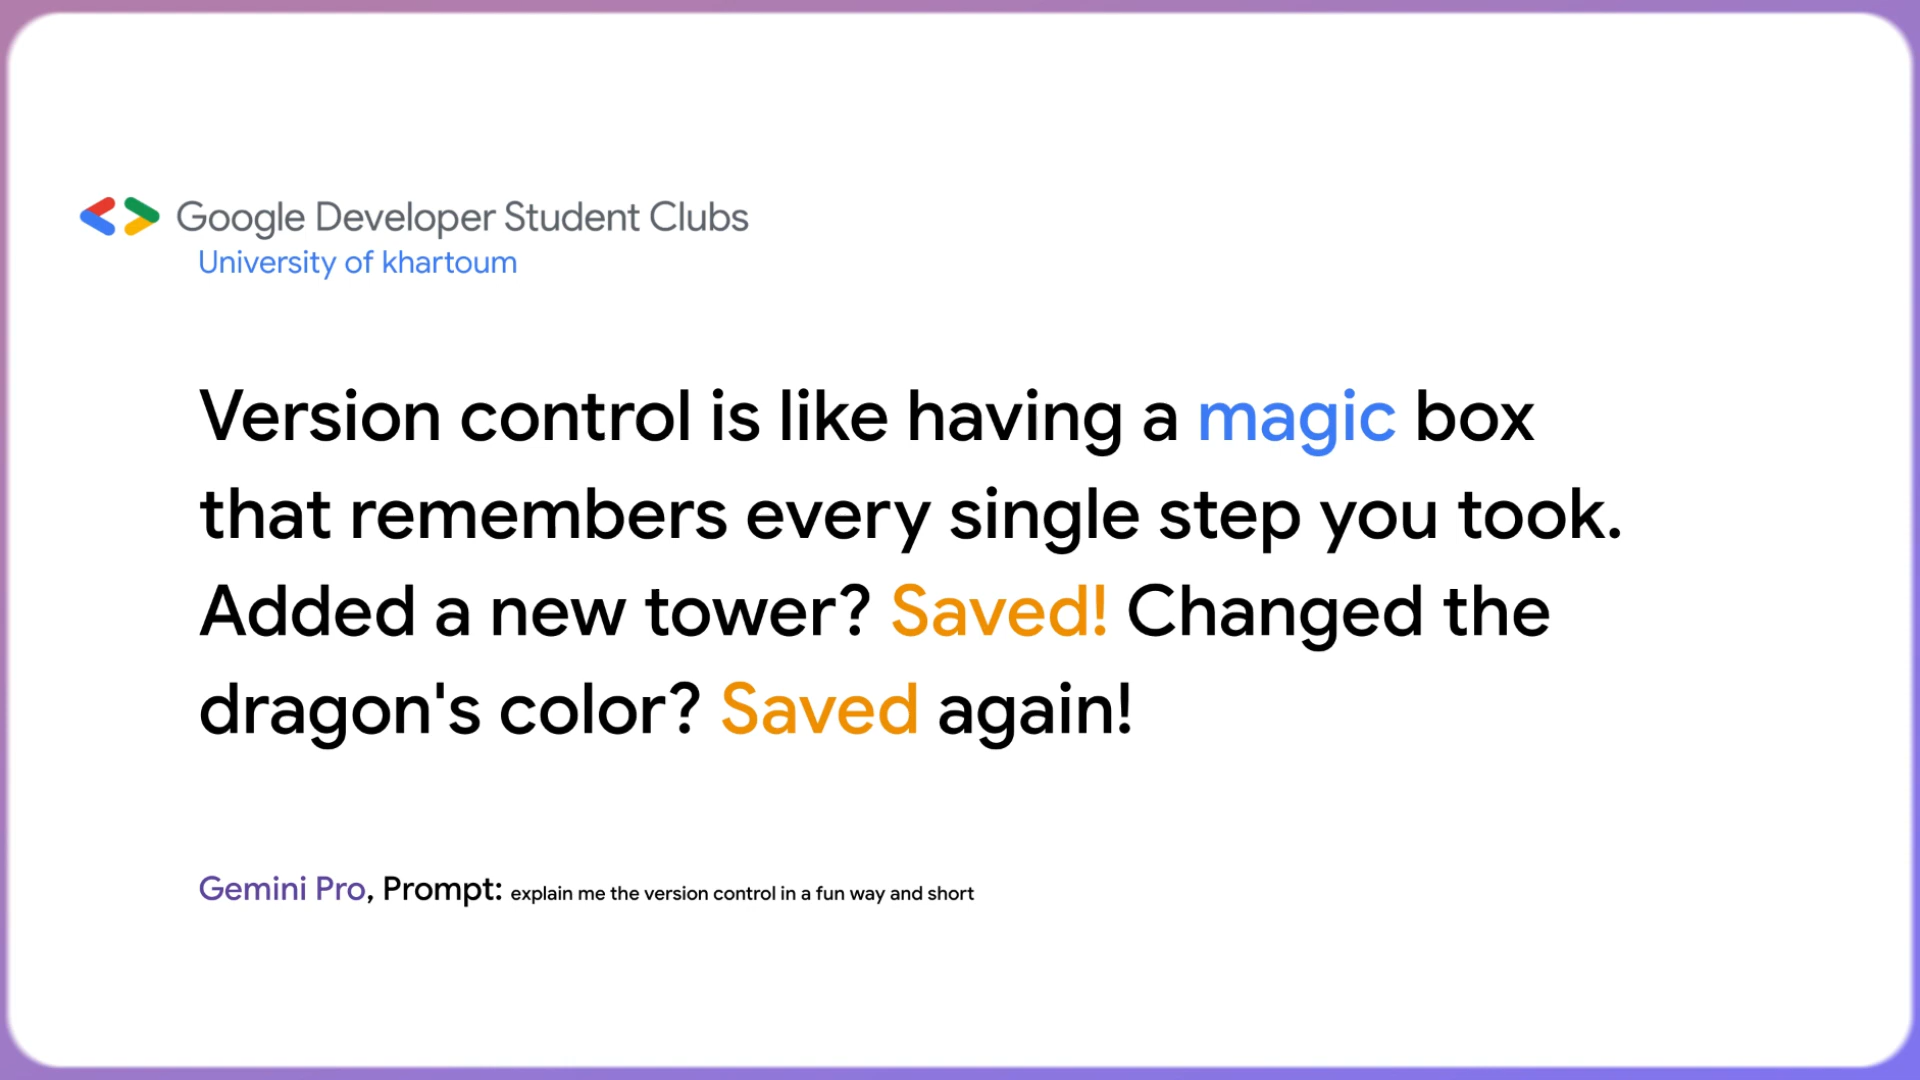 Google Developer Student Clubs
University of khartoum
Version control is like having a magic box
that remembers every single step you took.
Added a new tower? Saved! Changed the
dragon's color? Saved again!
Gemini Pro, Prompt: explain me the version control in a fun way and short